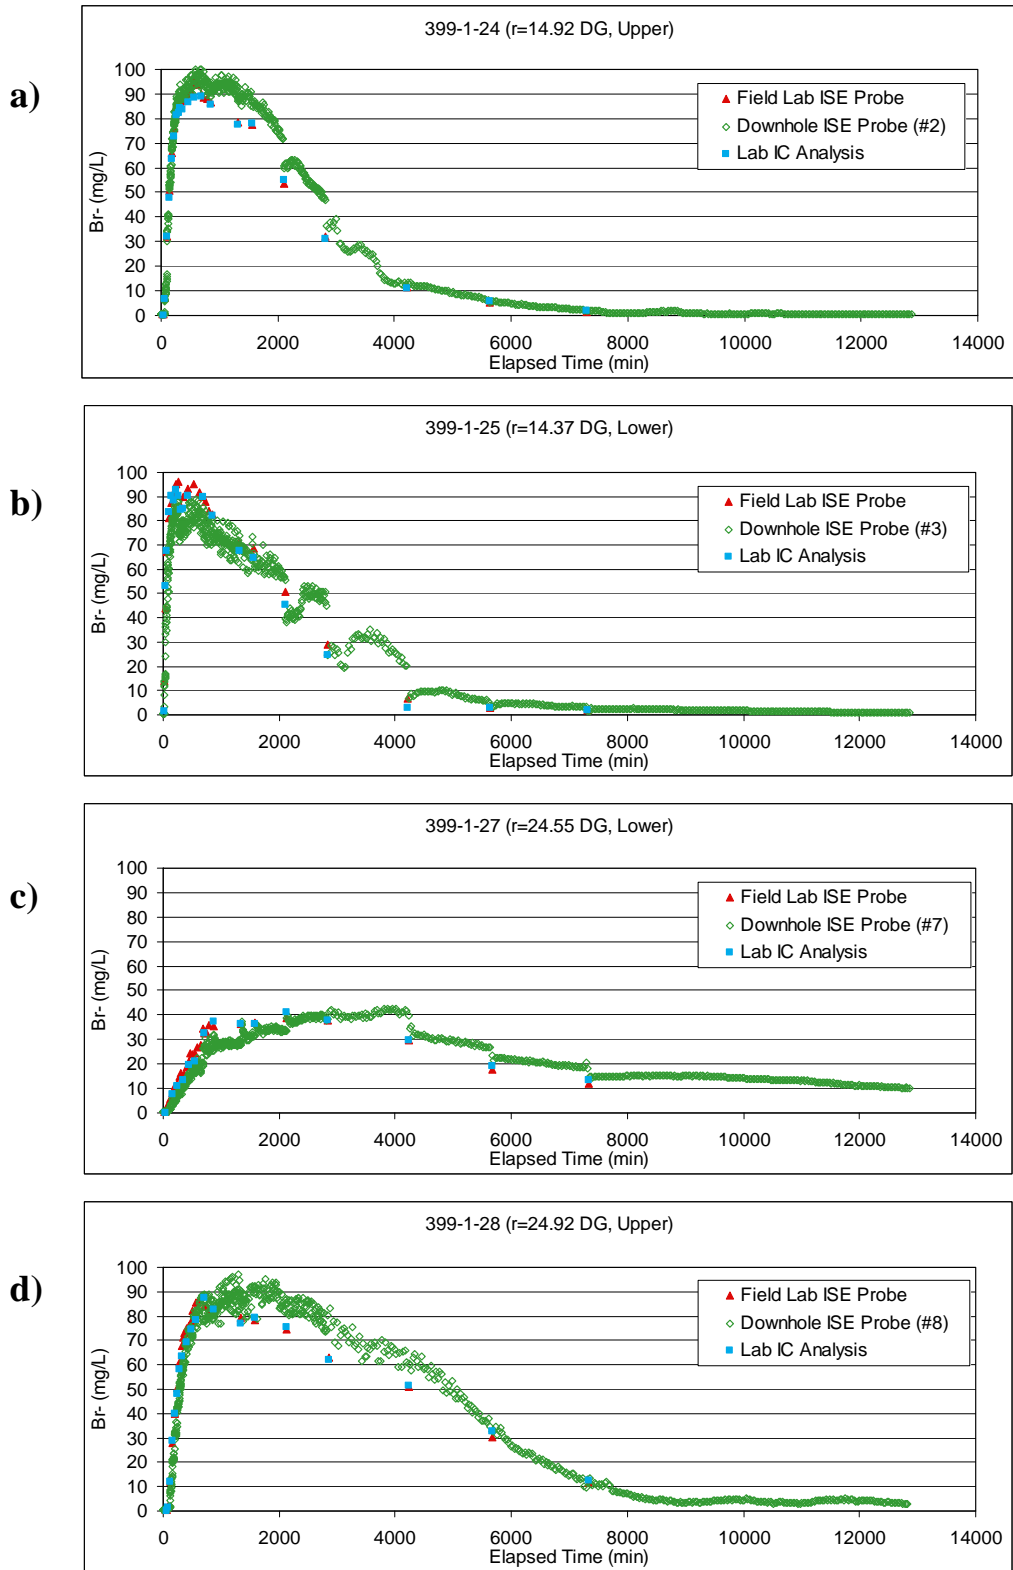 a)
399-1-24 (r=14.92 DG, Upper)
100
90
80
70
60
50
40
30
20
10
0
Br- (mg/L)
Field Lab ISE Probe
Downhole ISE Probe (#2)
Lab IC Analysis
0 2000 4000 6000 8000 10000 12000 14000
Elapsed Time (min)
b)
399-1-25 (r=14.37 DG, Lower)
100
90
80
70
60
50
40
30
20
10
0
Br- (mg/L)
Field Lab ISE Probe
Downhole ISE Probe (#3)
Lab IC Analysis
0 2000 4000 6000 8000 10000 12000 14000
Elapsed Time (min)
c)
399-1-27 (r=24.55 DG, Lower)
100
90
80
70
60
50
40
30
20
10
0
Br- (mg/L)
Field Lab ISE Probe
Downhole ISE Probe (#7)
Lab IC Analysis
0 2000 4000 6000 8000 10000 12000 14000
Elapsed Time (min)
d)
399-1-28 (r=24.92 DG, Upper)
100
90
80
70
60
50
40
30
20
10
0
Br- (mg/L)
Field Lab ISE Probe
Downhole ISE Probe (#8)
Lab IC Analysis
0 2000 4000 6000 8000 10000 12000 14000
Elapsed Time (min)